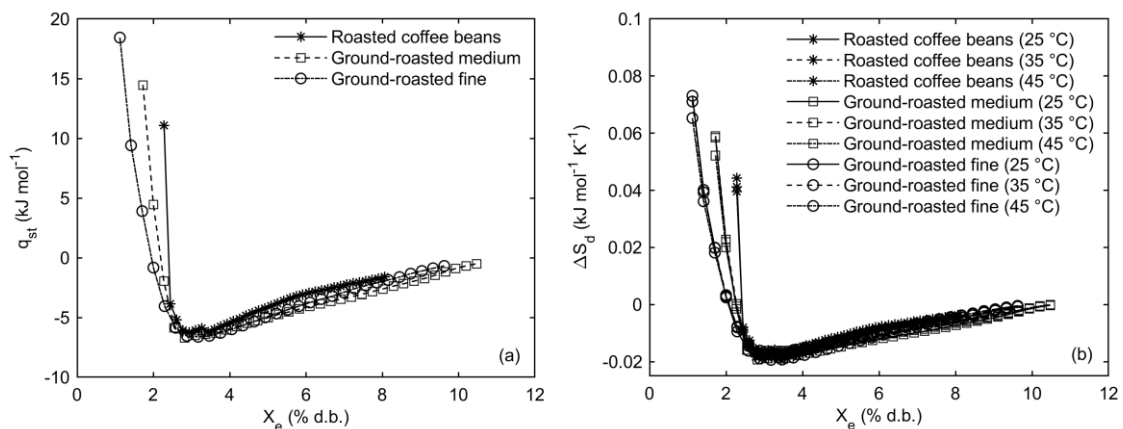 20
15
10
5
0
-5
-10
q_st (kJ mol⁻¹)
Roasted coffee beans
Ground-roasted medium
Ground-roasted fine
(a)
0 2 4 6 8 10 12
X_e (% d.b.)
0.1
0.08
0.06
0.04
0.02
0
-0.02
ΔS_d (kJ mol⁻¹ K⁻¹)
Roasted coffee beans (25 °C)
Roasted coffee beans (35 °C)
Roasted coffee beans (45 °C)
Ground-roasted medium (25 °C)
Ground-roasted medium (35 °C)
Ground-roasted medium (45 °C)
Ground-roasted fine (25 °C)
Ground-roasted fine (35 °C)
Ground-roasted fine (45 °C)
(b)
0 2 4 6 8 10 12
X_e (% d.b.)